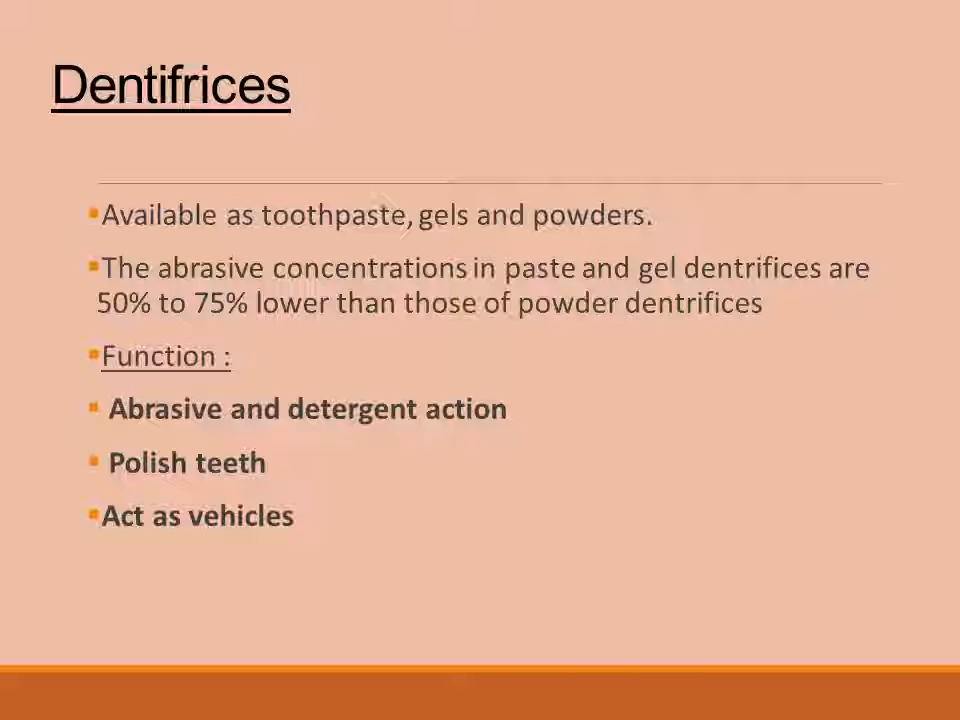 Dentifrices
Available as toothpaste, gels and powders.
The abrasive concentrations in paste and gel dentrifices are
50% to 75% lower than those of powder dentrifices
Function :
Abrasive and detergent action
Polish teeth
Act as vehicles